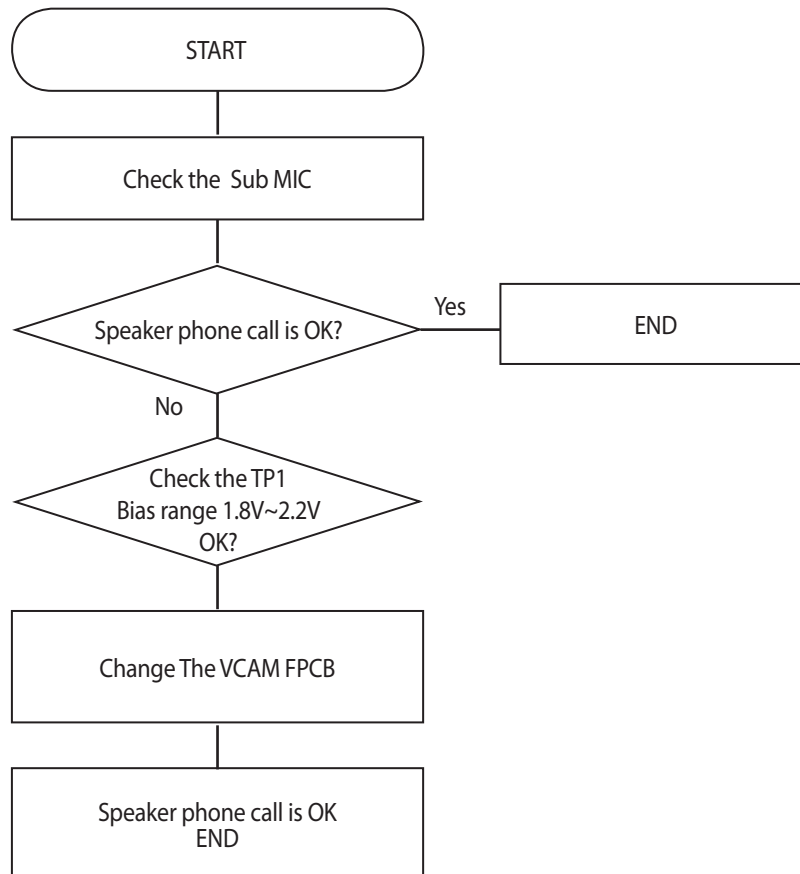 START
Check the Sub MIC
Speaker phone call is OK?
Yes
END
No
Check the TP1
Bias range 1.8V~2.2V
OK?
Change The VCAM FPCB
Speaker phone call is OK
END